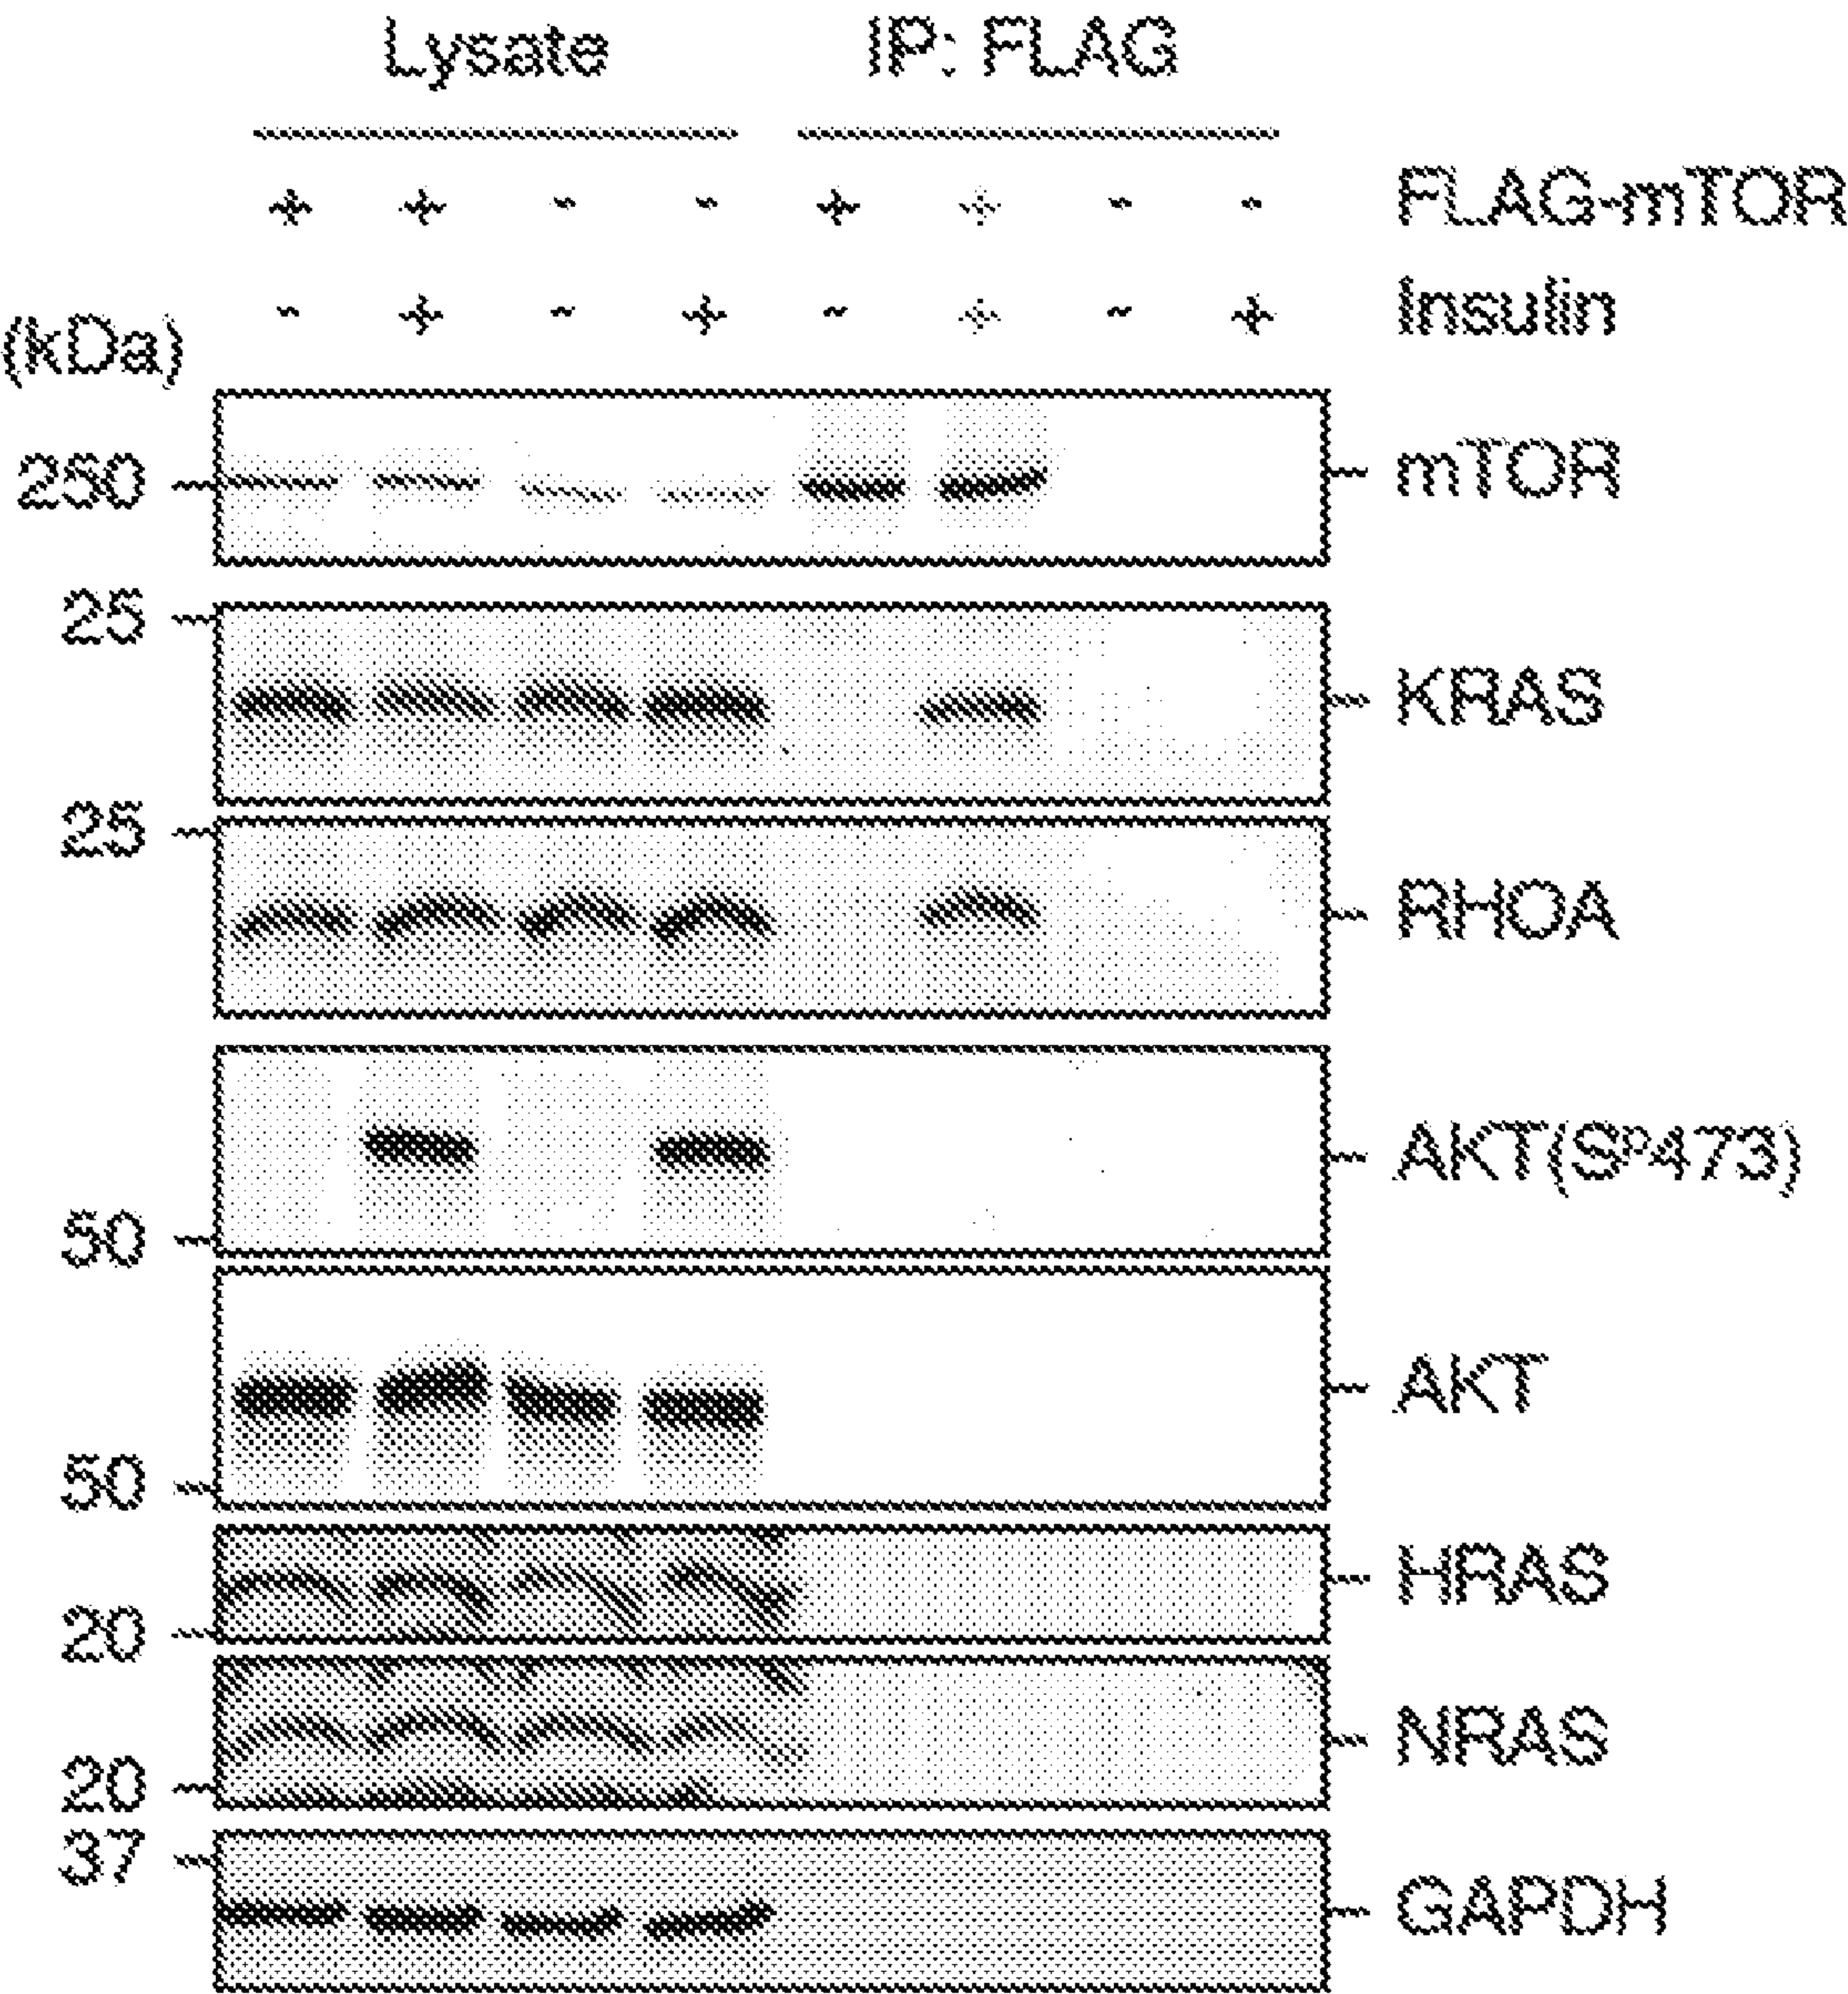 Lysate IP: FLAG
+ + - - + + - - FLAG-mTOR
- + - + - + - + Insulin
(kDa)
250 mTOR
25
KRAS
25
RHOA
AKT(Sᵖ473)
50
AKT
50
HRAS
20
NRAS
20
37
GAPDH